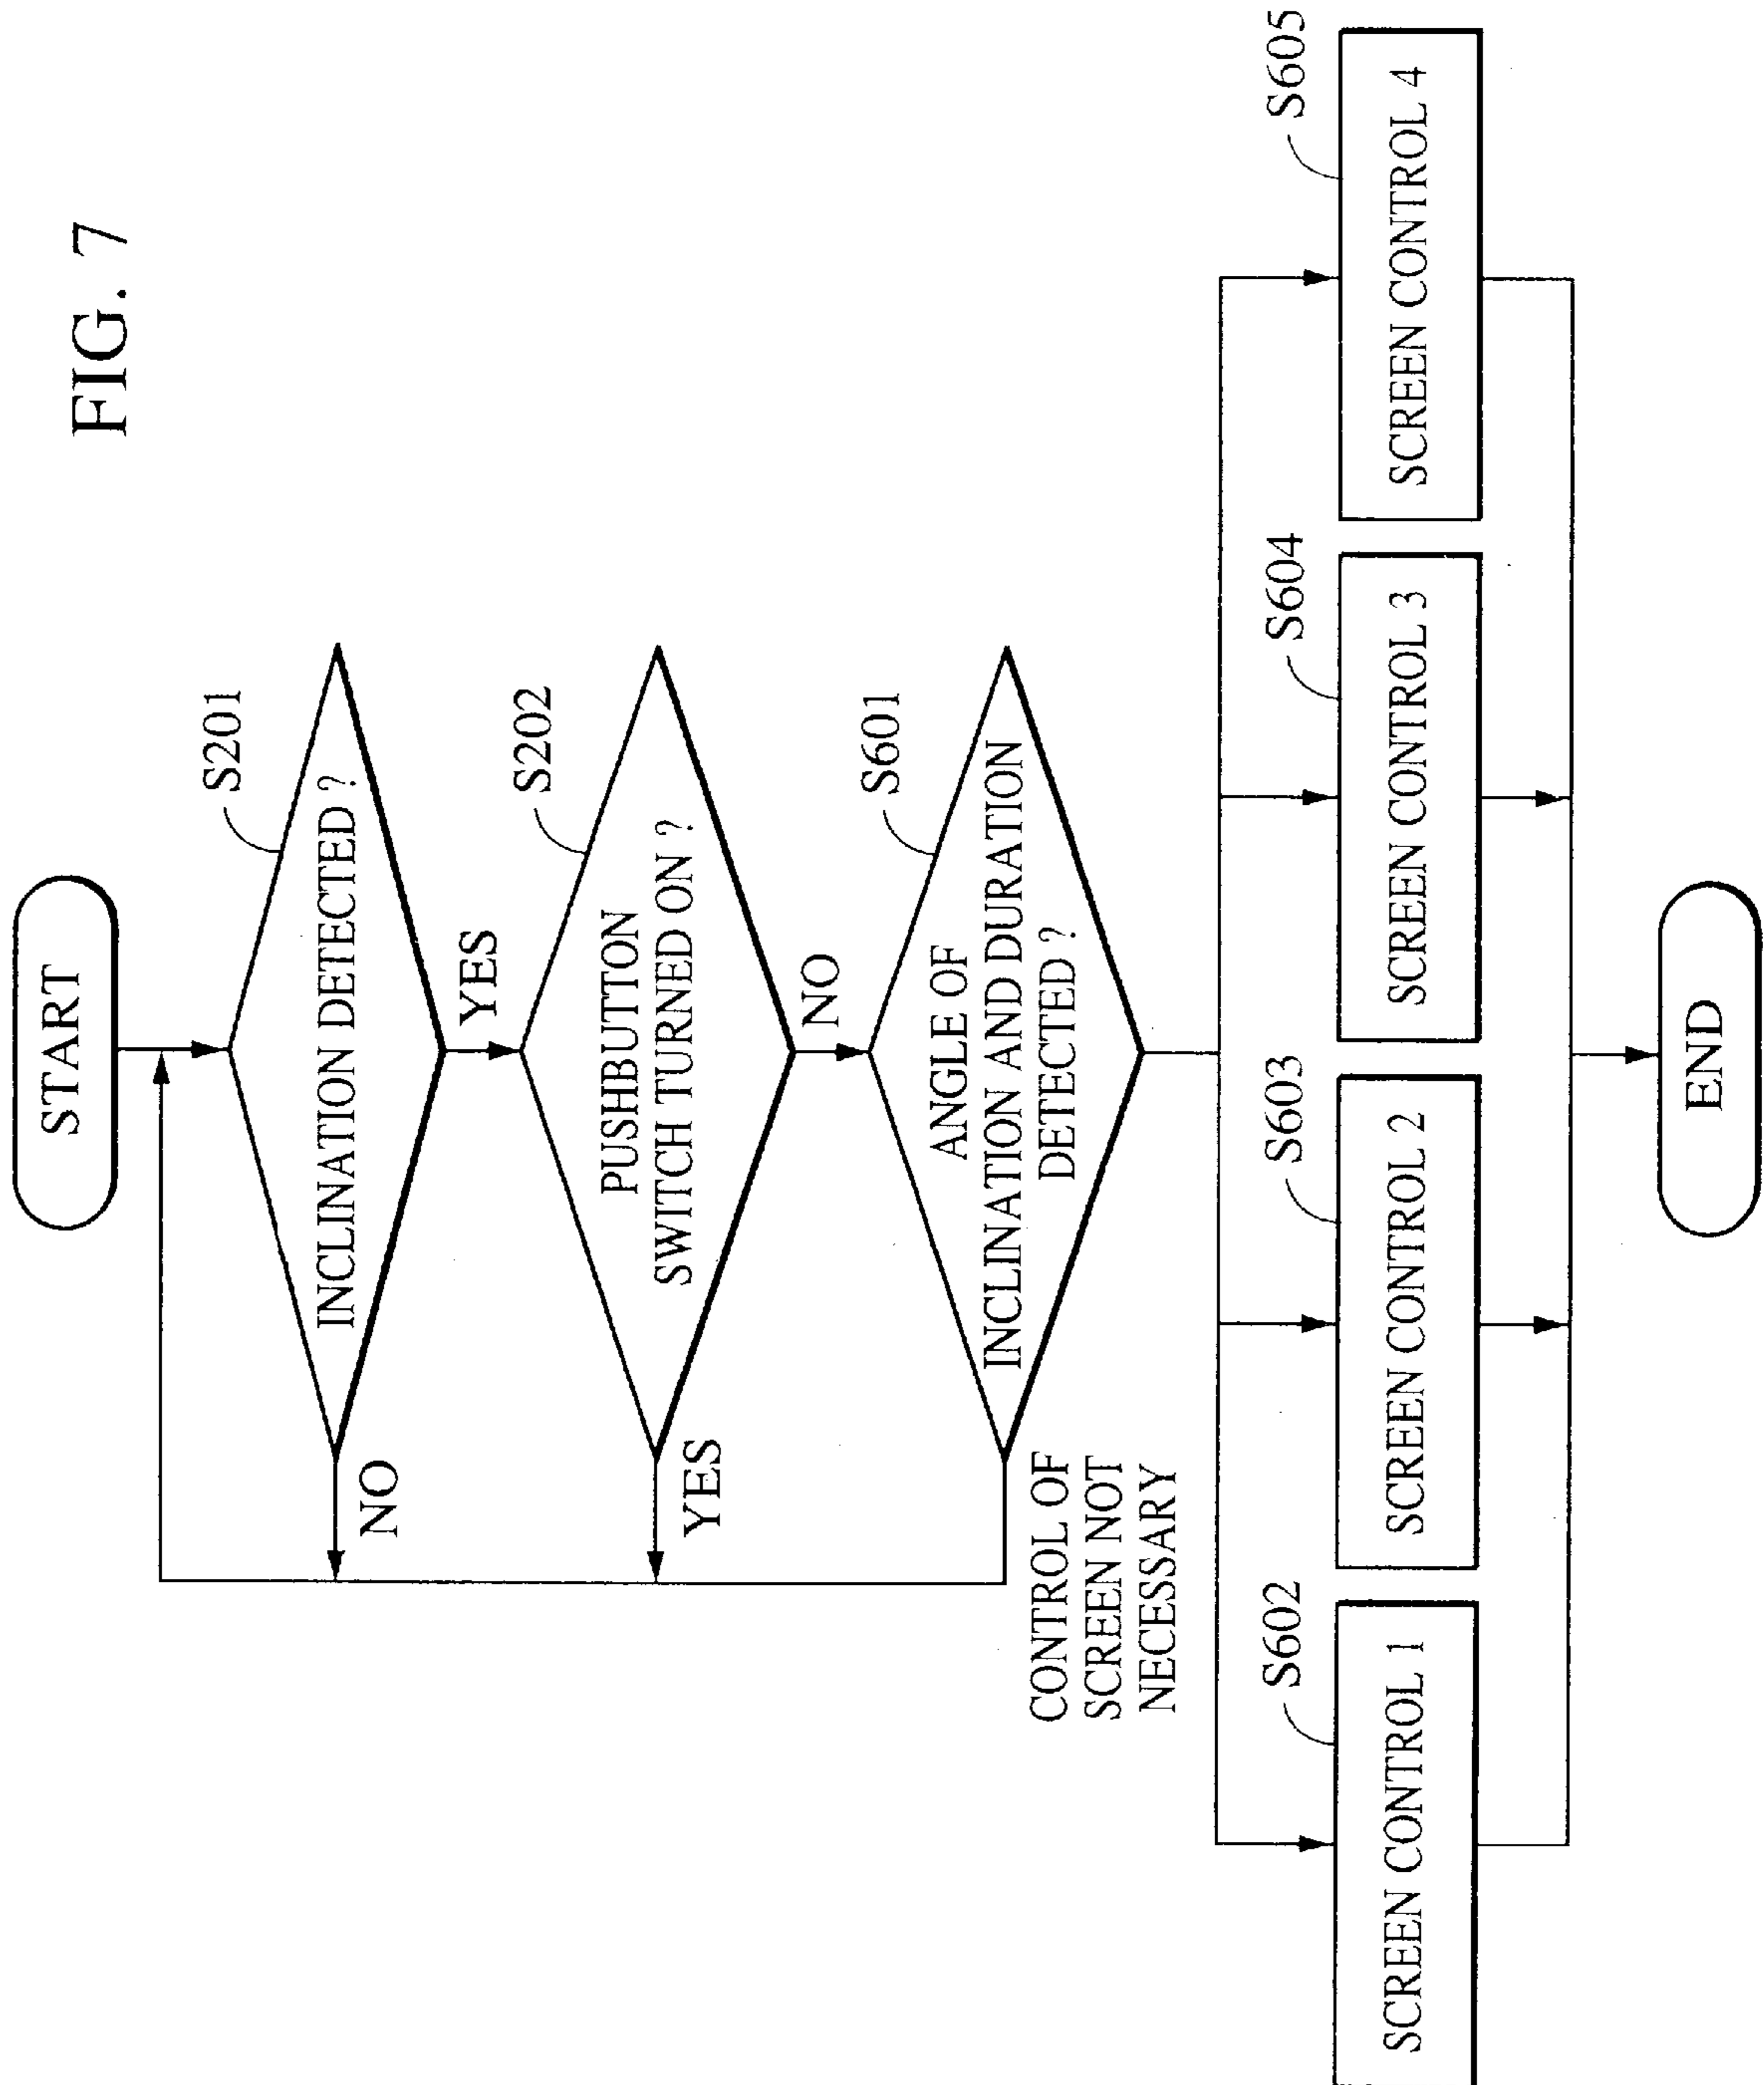 FIG. 7
START
S201
INCLINATION DETECTED ?
NO
YES
S202
PUSHBUTTON
SWITCH TURNED ON ?
YES
NO
S601
ANGLE OF
INCLINATION AND DURATION
DETECTED ?
CONTROL OF
SCREEN NOT
NECESSARY
S602
SCREEN CONTROL 1
S603
SCREEN CONTROL 2
S604
SCREEN CONTROL 3
S605
SCREEN CONTROL 4
END